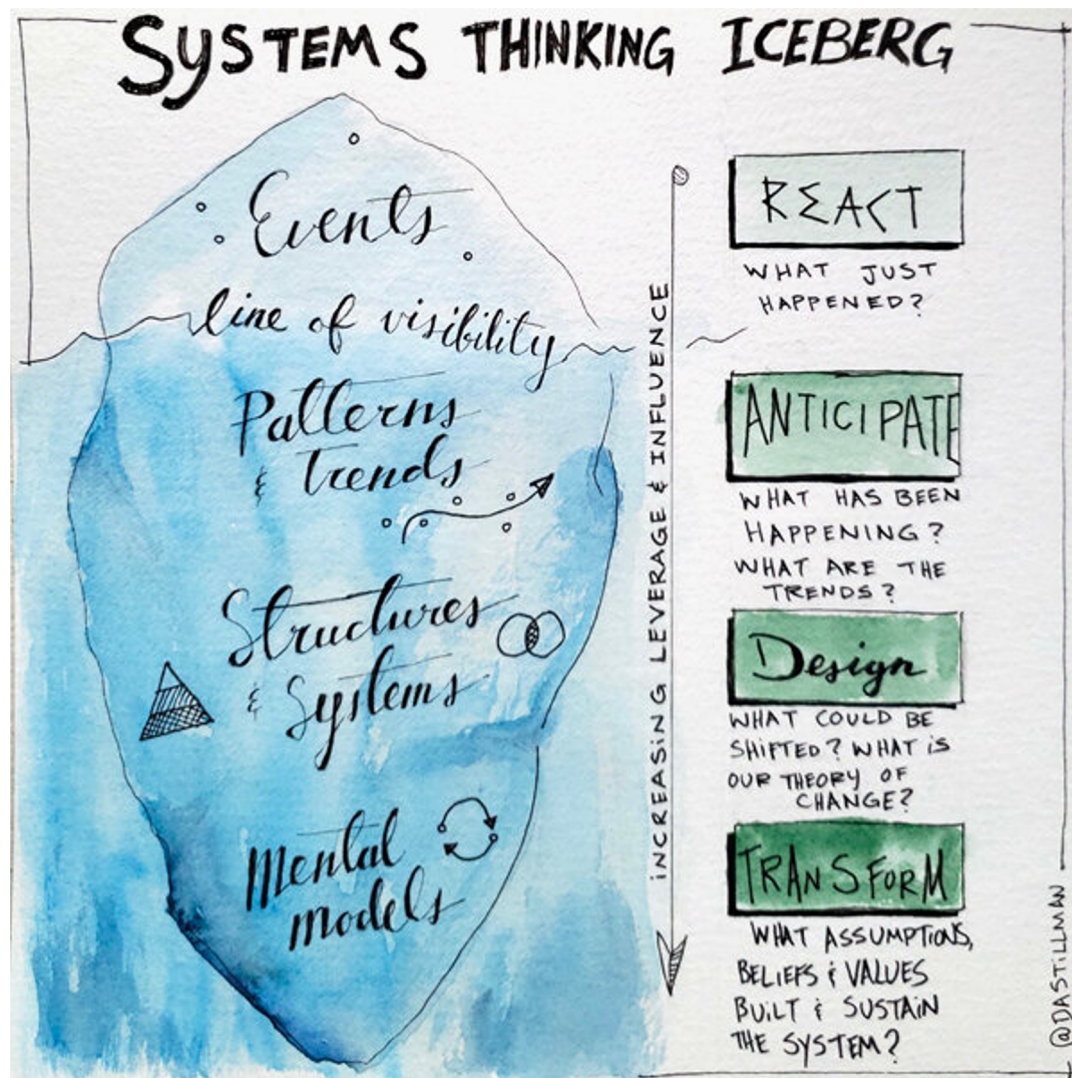 SYSTEMS THINKING ICEBERG
Events
line of visibility
Patterns
& trends
Structures
& Systems
Mental
models
INCREASING LEVERAGE & INFLUENCE
REACT
WHAT JUST
HAPPENED?
ANTICIPATE
WHAT HAS BEEN
HAPPENING?
WHAT ARE THE
TRENDS?
Design
WHAT COULD BE
SHIFTED? WHAT IS
OUR THEORY OF
CHANGE?
TRANSFORM
WHAT ASSUMPTIONS,
BELIEFS & VALUES
BUILT & SUSTAIN
THE SYSTEM?
@DASTILLMAN